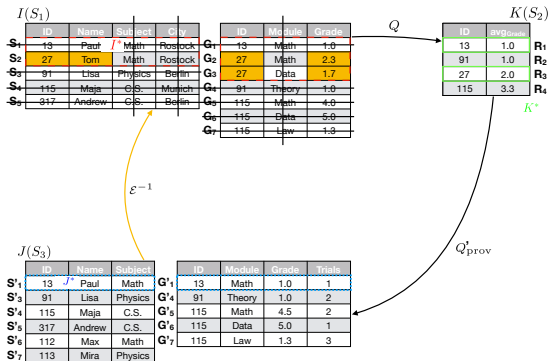 I(S₁)
K(S₂)
ID Name Subject City
S₁ 13 Paul I* Math Rostock
S₂ 27 Tom Math Rostock
S₃ 91 Lisa Physics Berlin
S₄ 115 Maja C.S. Munich
S₅ 317 Andrew C.S. Berlin
ID Module Grade
G₁ 13 Math 1.0
G₂ 27 Math 2.3
G₃ 27 Data 1.7
G₄ 91 Theory 1.0
G₅ 115 Math 4.0
G₆ 115 Data 5.0
G₇ 115 Law 1.3
Q
ID avg_Grade
13 1.0 R₁
91 1.0 R₂
27 2.0 R₃
115 3.3 R₄
K*
ℰ⁻¹
Q'prov
J(S₃)
ID Name Subject
S'₁ 13 J* Paul Math
S'₃ 91 Lisa Physics
S'₄ 115 Maja C.S.
S'₅ 317 Andrew C.S.
S'₆ 112 Max Math
S'₇ 113 Mira Physics
ID Module Grade Trials
G'₁ 13 Math 1.0 1
G'₄ 91 Theory 1.0 2
G'₅ 115 Math 4.5 2
G'₆ 115 Data 5.0 1
G'₇ 115 Law 1.3 3